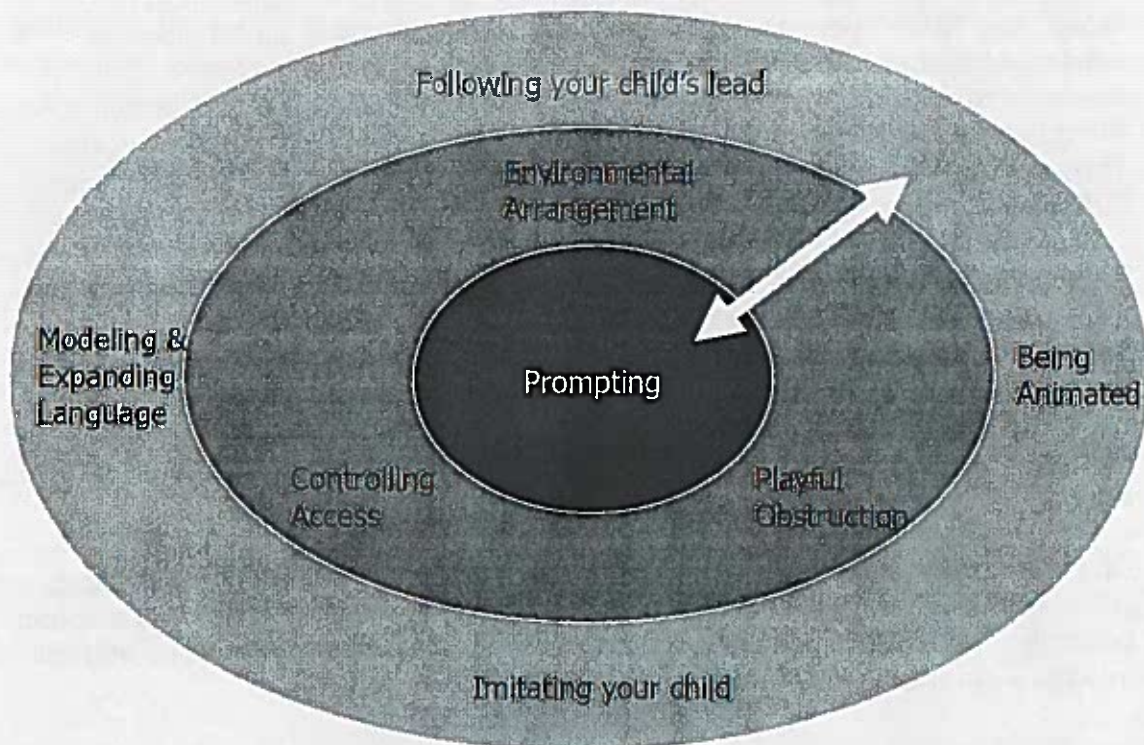 Following your child's lead
Environmental
Arrangement
Modeling &
Expanding
Language
Prompting
Being
Animated
Controlling
Access
Playful
Obstruction
Imitating your child